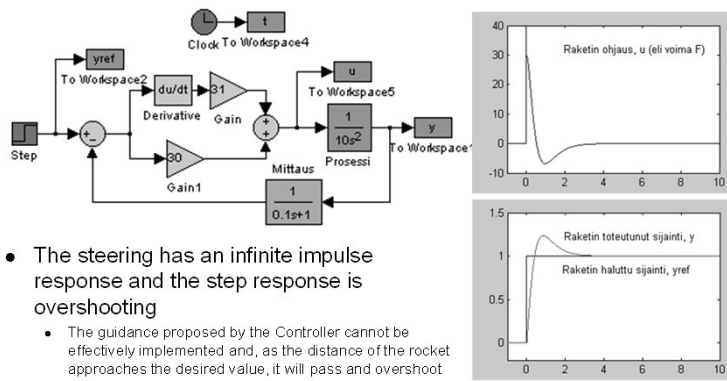 t
Clock To Workspace4
yref
To Workspace2
du/dt
Derivative
31
Gain
u
To Workspace5
Step
30
Gain1
1
10s²
Prosessi
y
To Workspace1
Mittaus
1
0.1s+1
• The steering has an infinite impulse
response and the step response is
overshooting
• The guidance proposed by the Controller cannot be
effectively implemented and, as the distance of the rocket
approaches the desired value, it will pass and overshoot
Raketin ohjaus, u (eli voima F)
40
30
20
10
0
-10
0 2 4 6 8 10
Raketin toteutunut sijainti, y
Raketin haluttu sijainti, yref
1.5
1
0.5
0
0 2 4 6 8 10